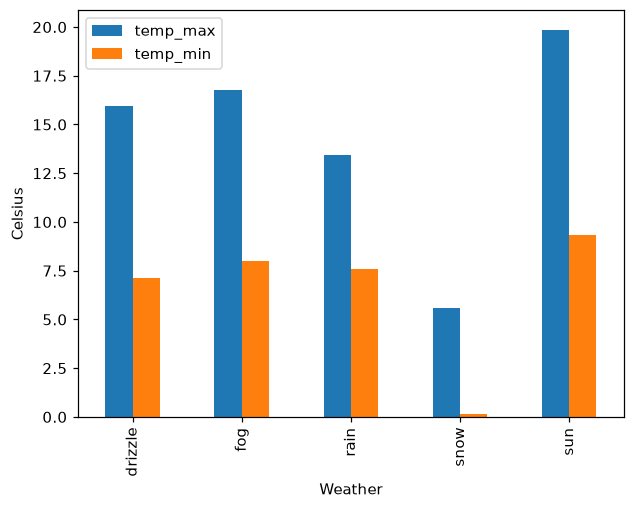 temp_max
temp_min
20.0
17.5
15.0
12.5
10.0
7.5
5.0
2.5
0.0
Celsius
drizzle
fog
rain
snow
sun
Weather